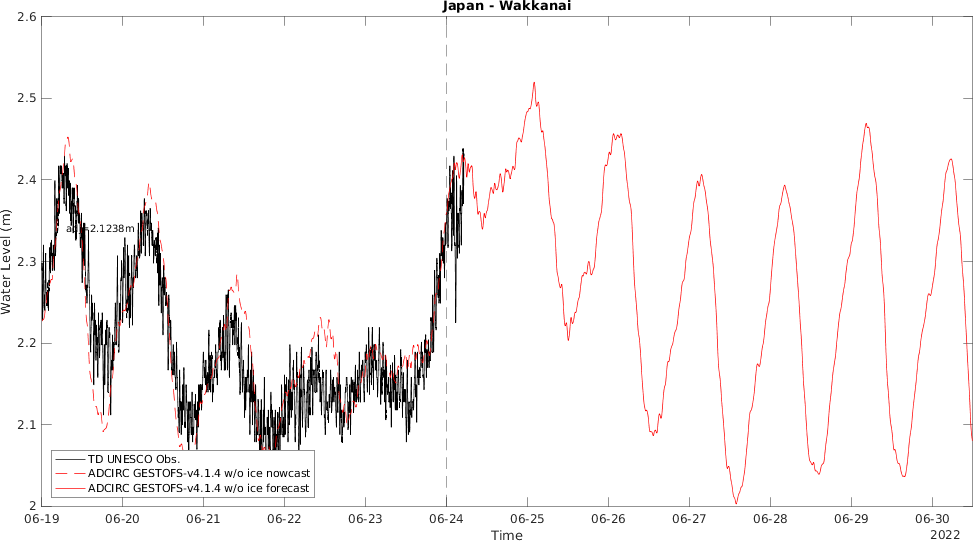 Japan - Wakkanai
2.6
2.5
2.4
2.3
2.2
2.1
2
Water Level (m)
2.1238m
TD UNESCO Obs.
ADCIRC GESTOFS-v4.1.4 w/o ice nowcast
ADCIRC GESTOFS-v4.1.4 w/o ice forecast
06-19 06-20 06-21 06-22 06-23 06-24 06-25 06-26 06-27 06-28 06-29 06-30
Time
2022